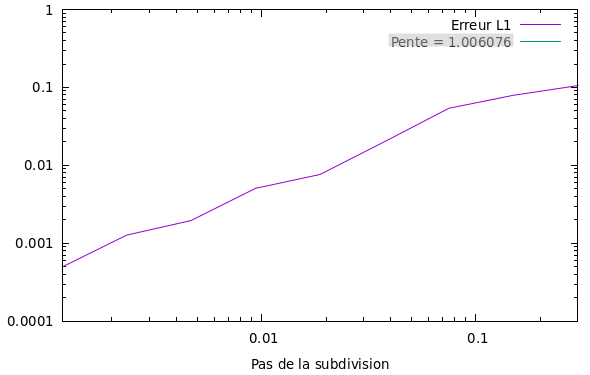 1
Erreur L1
Pente = 1.006076
0.1
0.01
0.001
0.0001
0.01
0.1
Pas de la subdivision